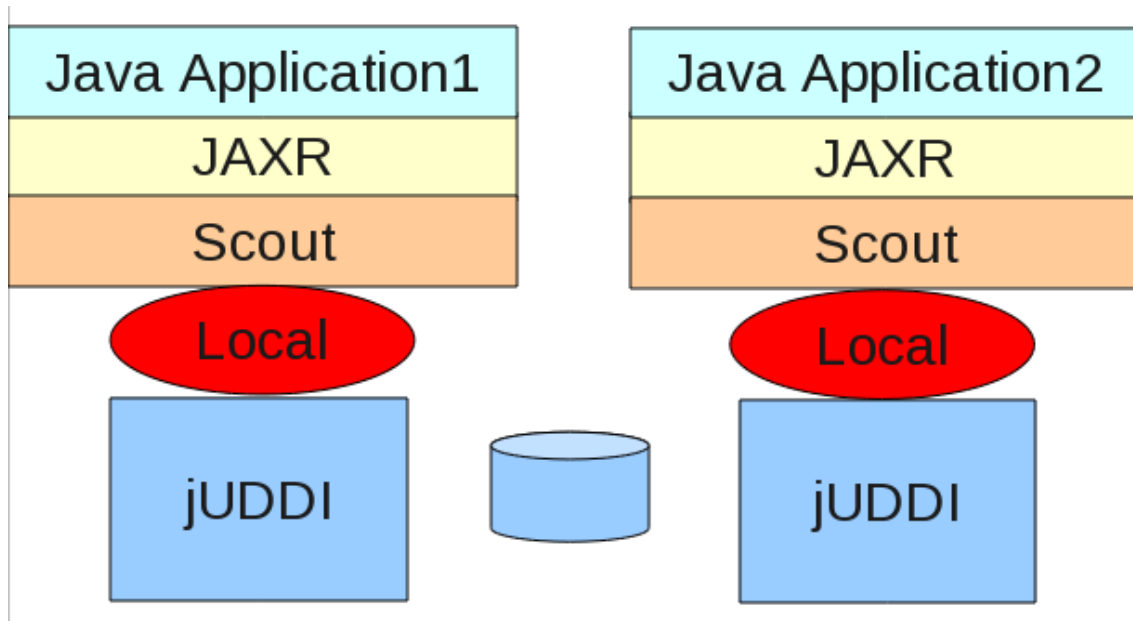 Java Application1
JAXR
Scout
Local
jUDDI
Java Application2
JAXR
Scout
Local
jUDDI